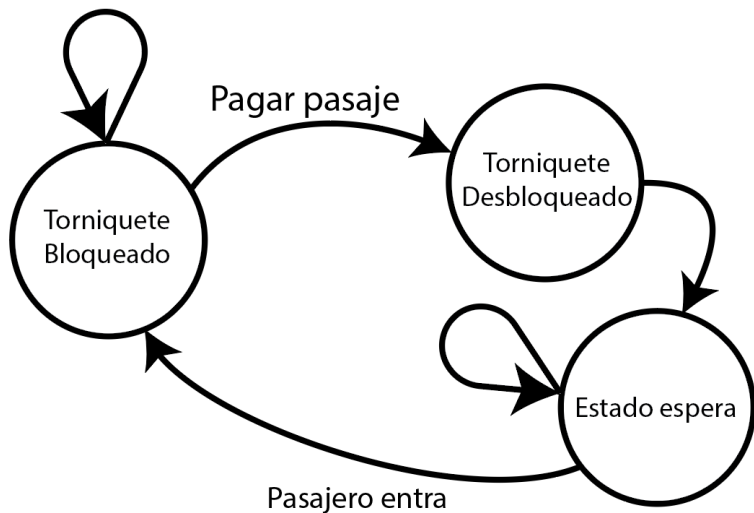 Pagar pasaje
Torniquete
Desbloqueado
Torniquete
Bloqueado
Estado espera
Pasajero entra